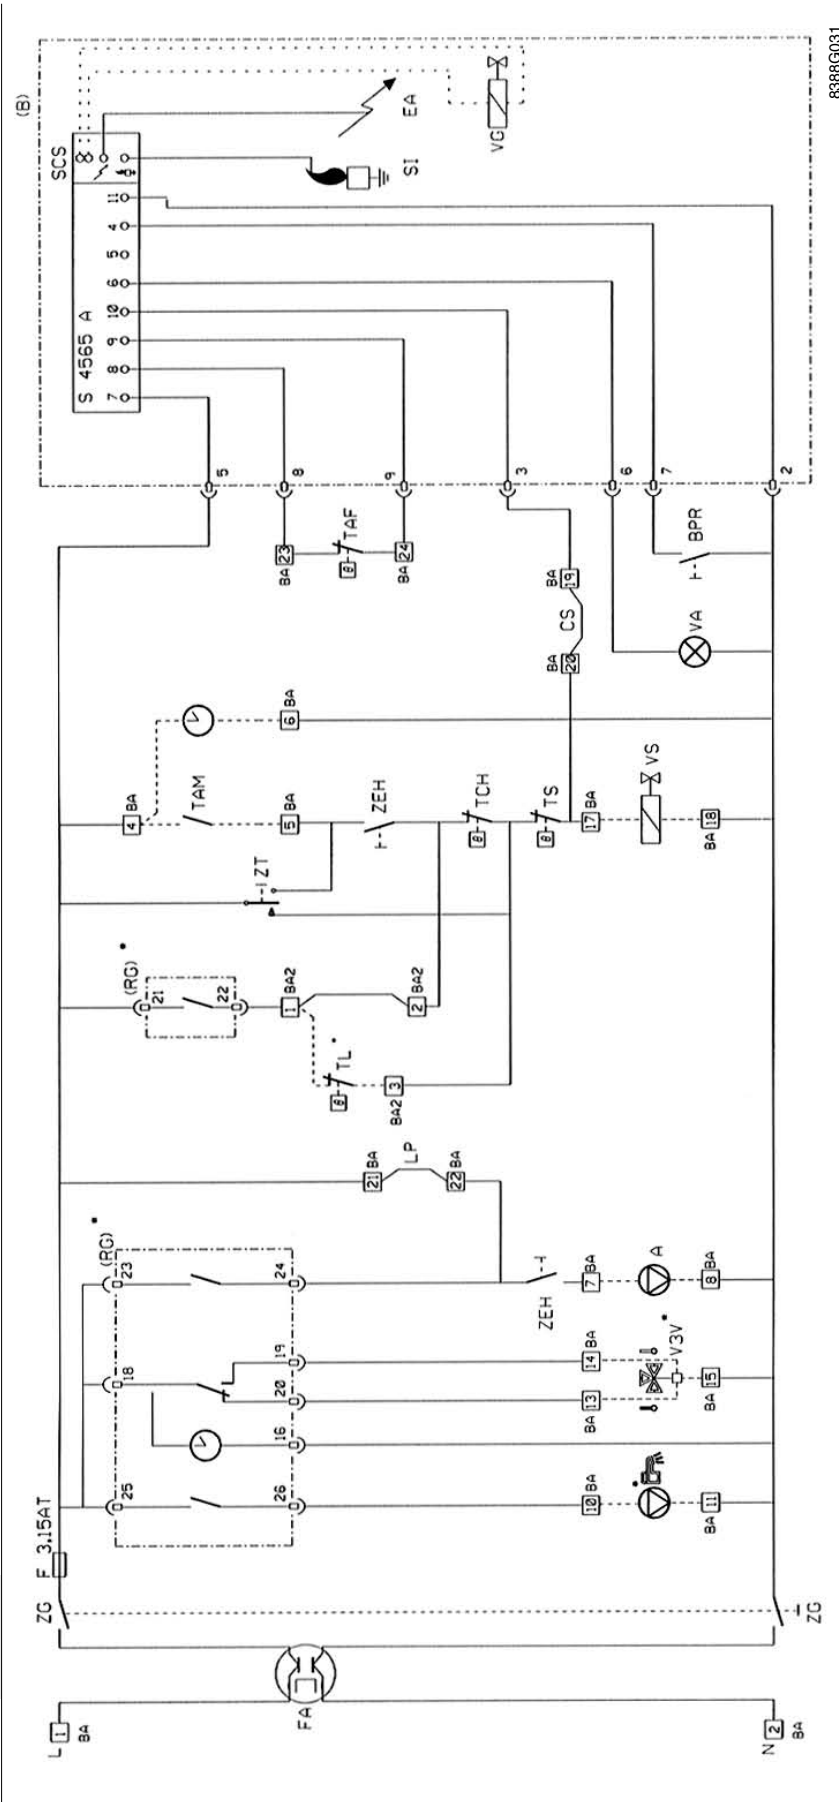 8388G031
(B)
SCS
S 4565 A
7 8 9 10 6 5 4 11
EA
SI
VG
5
8
9
3
6
7
2
BA 23
TAF
BA 24
BA 19
CS
BA 20
BPR
VA
4 BA
6 BA
TAM
5 BA
ZEH
ZT
TCH
TS
17 BA
VS
BA 18
(RG) *
21
22
1 BA2
2 BA2
TL *
BA2 3
21 BA
LP
22 BA
(RG) *
23
24
18
19
20
16
25
26
ZEH
7 BA
A
8 BA
14 BA
BA 13
V3V *
BA 15
10 BA
*
BA 11
F 3.15AT
ZG
ZG
FA
L 1 BA
N 2 BA